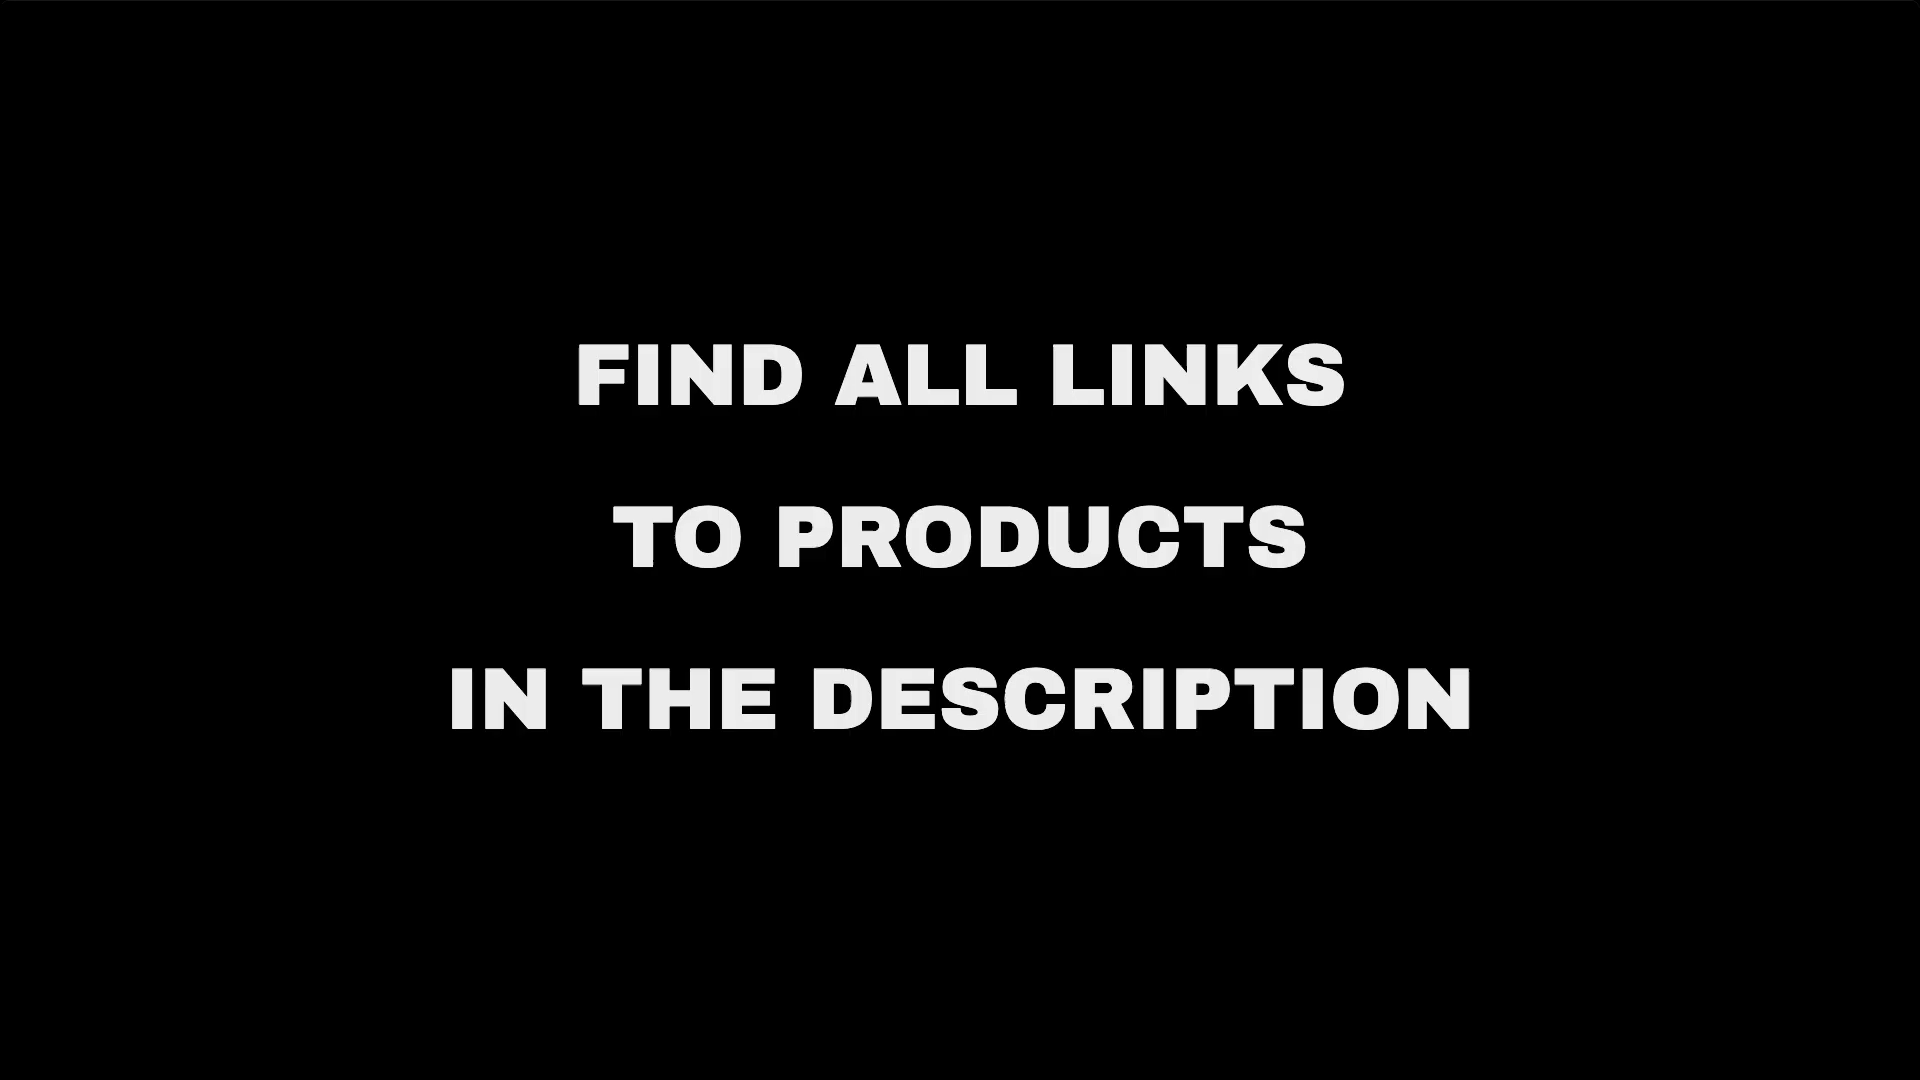 FIND ALL LINKS
TO PRODUCTS
IN THE DESCRIPTION